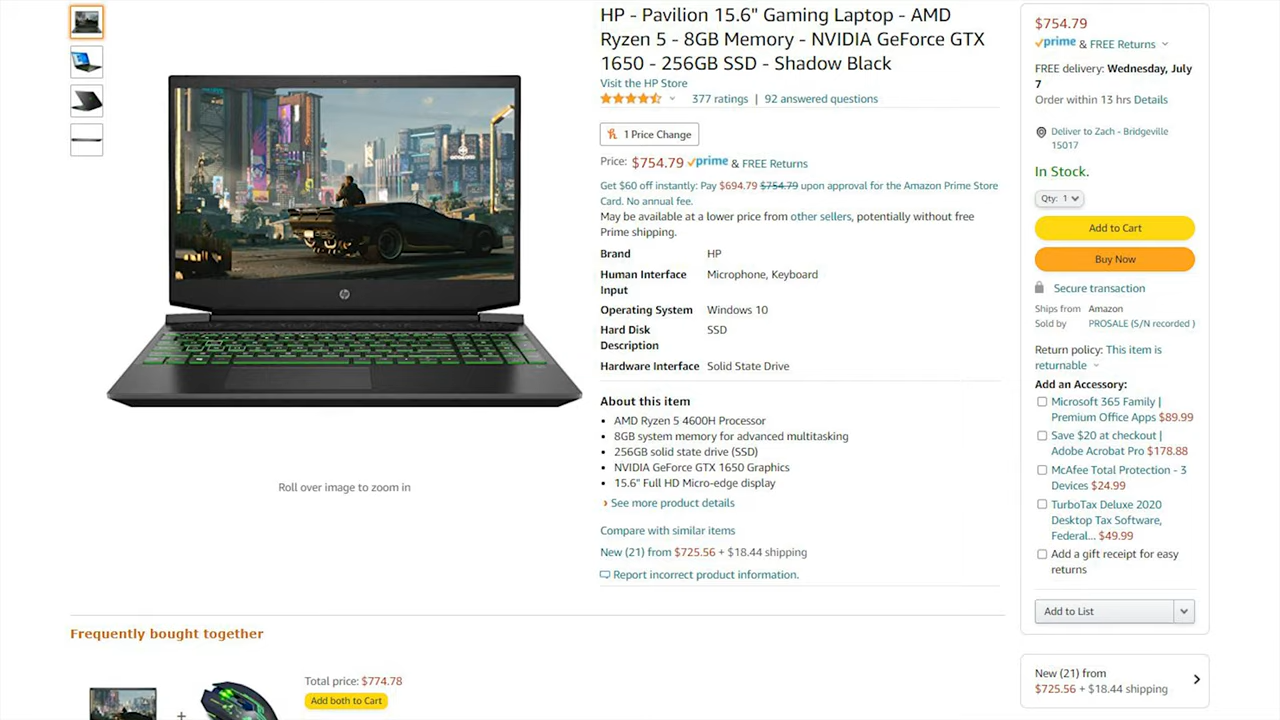 HP - Pavilion 15.6" Gaming Laptop - AMD
Ryzen 5 - 8GB Memory - NVIDIA GeForce GTX
1650 - 256GB SSD - Shadow Black
Visit the HP Store
377 ratings | 92 answered questions
1 Price Change
Price: $754.79 prime & FREE Returns
Get $60 off instantly: Pay $694.79 $754.79 upon approval for the Amazon Prime Store
Card. No annual fee.
May be available at a lower price from other sellers, potentially without free
Prime shipping.
Brand HP
Human Interface Microphone, Keyboard
Input
Operating System Windows 10
Hard Disk SSD
Description
Hardware Interface Solid State Drive
About this item
• AMD Ryzen 5 4600H Processor
• 8GB system memory for advanced multitasking
• 256GB solid state drive (SSD)
• NVIDIA GeForce GTX 1650 Graphics
• 15.6" Full HD Micro-edge display
› See more product details
Compare with similar items
New (21) from $725.56 + $18.44 shipping
Report incorrect product information.
hp
Roll over image to zoom in
$754.79
prime & FREE Returns
FREE delivery: Wednesday, July
7
Order within 13 hrs Details
Deliver to Zach - Bridgeville
15017
In Stock.
Qty: 1
Add to Cart
Buy Now
Secure transaction
Ships from Amazon
Sold by PROSALE (S/N recorded )
Return policy: This item is
returnable
Add an Accessory:
Microsoft 365 Family |
Premium Office Apps $89.99
Save $20 at checkout |
Adobe Acrobat Pro $178.88
McAfee Total Protection - 3
Devices $24.99
TurboTax Deluxe 2020
Desktop Tax Software,
Federal... $49.99
Add a gift receipt for easy
returns
Add to List
New (21) from
$725.56 + $18.44 shipping
Frequently bought together
+
Total price: $774.78
Add both to Cart